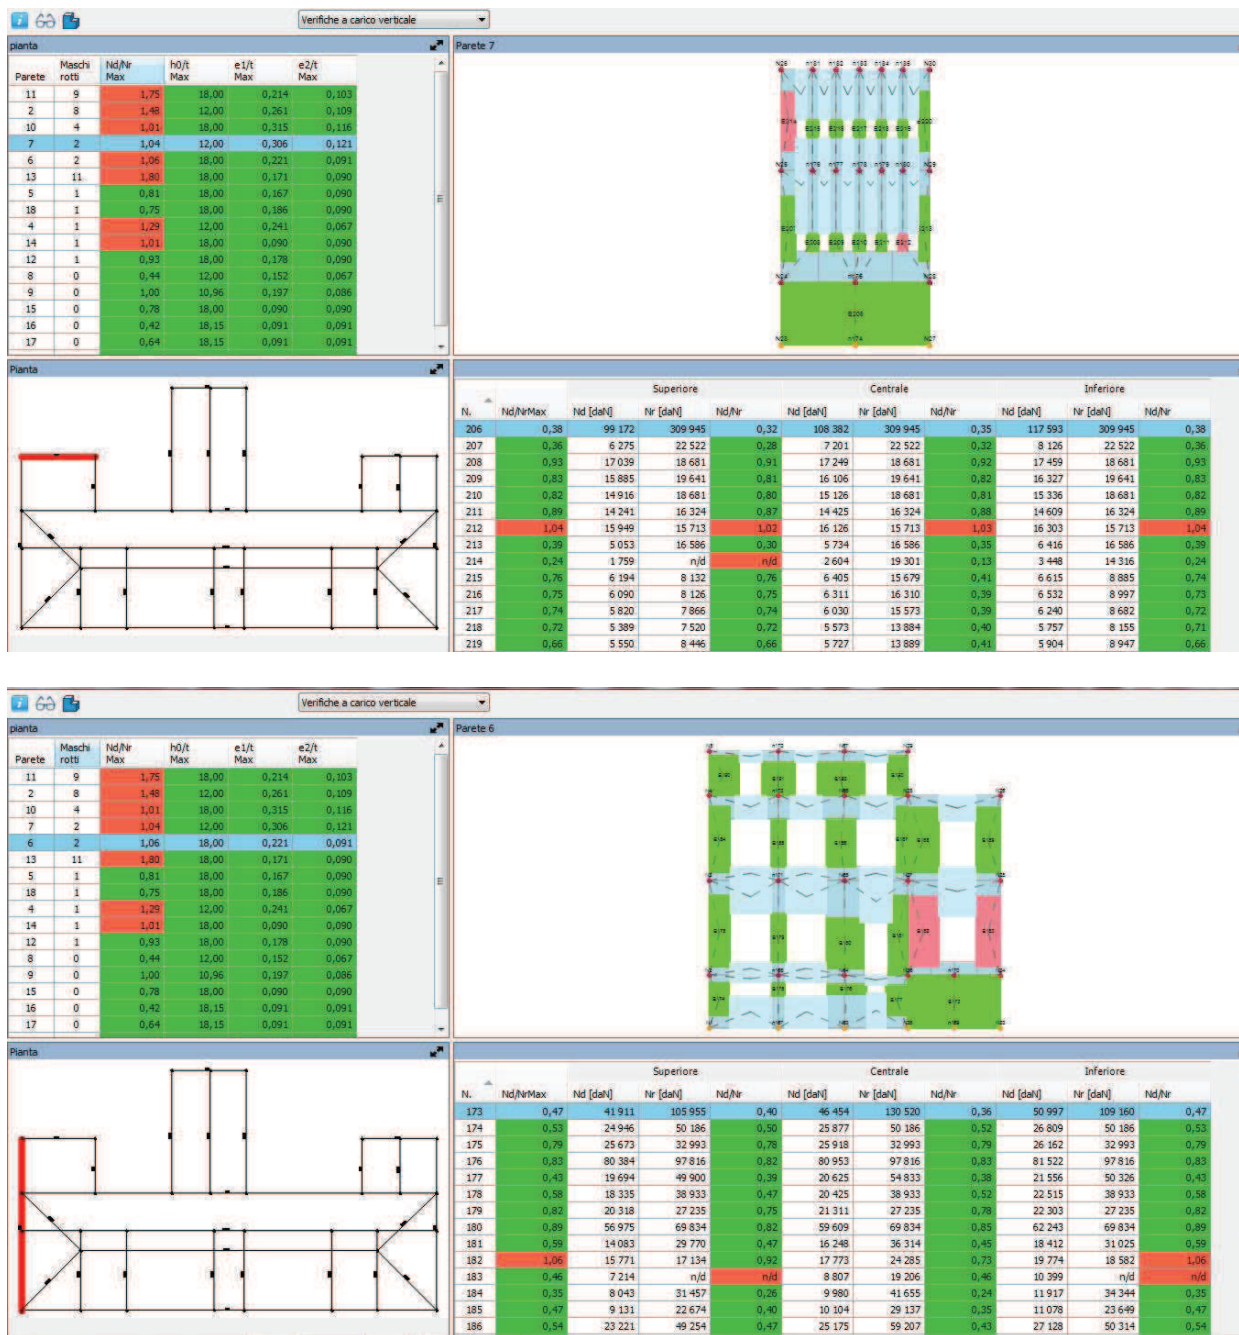 Verifiche a carico verticale
pianta
Parete 7
Parete Maschi rotti Nd/Nr Max h0/t Max e1/t Max e2/t Max
11 9 1,75 18,00 0,214 0,103
2 8 1,48 12,00 0,261 0,109
10 4 1,01 18,00 0,315 0,116
7 2 1,04 12,00 0,306 0,121
6 2 1,06 18,00 0,221 0,091
13 11 1,80 18,00 0,171 0,090
5 1 0,81 18,00 0,167 0,090
18 1 0,75 18,00 0,186 0,090
4 1 1,29 12,00 0,241 0,067
14 1 1,01 18,00 0,090 0,090
12 1 0,93 18,00 0,178 0,090
8 0 0,44 12,00 0,152 0,067
9 0 1,00 10,96 0,197 0,086
15 0 0,78 18,00 0,090 0,090
16 0 0,42 18,15 0,091 0,091
17 0 0,64 18,15 0,091 0,091
Pianta
Superiore Centrale Inferiore
N. Nd/NrMax Nd [daN] Nr [daN] Nd/Nr Nd [daN] Nr [daN] Nd/Nr Nd [daN] Nr [daN] Nd/Nr
206 0,38 99 172 309 945 0,32 108 382 309 945 0,35 117 593 309 945 0,38
207 0,36 6 275 22 522 0,28 7 201 22 522 0,32 8 126 22 522 0,36
208 0,93 17 039 18 681 0,91 17 249 18 681 0,92 17 459 18 681 0,93
209 0,83 15 885 19 641 0,81 16 106 19 641 0,82 16 327 19 641 0,83
210 0,82 14 916 18 681 0,80 15 126 18 681 0,81 15 336 18 681 0,82
211 0,89 14 241 16 324 0,87 14 425 16 324 0,88 14 609 16 324 0,89
212 1,04 15 949 15 713 1,02 16 126 15 713 1,03 16 303 15 713 1,04
213 0,39 5 053 16 586 0,30 5 734 16 586 0,35 6 416 16 586 0,39
214 0,24 1 759 n/d n/d 2 604 19 301 0,13 3 448 14 316 0,24
215 0,76 6 194 8 132 0,76 6 405 15 679 0,41 6 615 8 885 0,74
216 0,75 6 090 8 126 0,75 6 311 16 310 0,39 6 532 8 997 0,73
217 0,74 5 820 7 866 0,74 6 030 15 573 0,39 6 240 8 682 0,72
218 0,72 5 389 7 520 0,72 5 573 13 884 0,40 5 757 8 155 0,71
219 0,66 5 550 8 446 0,66 5 727 13 889 0,41 5 904 8 947 0,66
Verifiche a carico verticale
pianta
Parete 6
Parete Maschi rotti Nd/Nr Max h0/t Max e1/t Max e2/t Max
11 9 1,75 18,00 0,214 0,103
2 8 1,48 12,00 0,261 0,109
10 4 1,01 18,00 0,315 0,116
7 2 1,04 12,00 0,306 0,121
6 2 1,06 18,00 0,221 0,091
13 11 1,80 18,00 0,171 0,090
5 1 0,81 18,00 0,167 0,090
18 1 0,75 18,00 0,186 0,090
4 1 1,29 12,00 0,241 0,067
14 1 1,01 18,00 0,090 0,090
12 1 0,93 18,00 0,178 0,090
8 0 0,44 12,00 0,152 0,067
9 0 1,00 10,96 0,197 0,086
15 0 0,78 18,00 0,090 0,090
16 0 0,42 18,15 0,091 0,091
17 0 0,64 18,15 0,091 0,091
Pianta
Superiore Centrale Inferiore
N. Nd/NrMax Nd [daN] Nr [daN] Nd/Nr Nd [daN] Nr [daN] Nd/Nr Nd [daN] Nr [daN] Nd/Nr
173 0,47 41 911 105 955 0,40 46 454 130 520 0,36 50 997 109 160 0,47
174 0,53 24 946 50 186 0,50 25 877 50 186 0,52 26 809 50 186 0,53
175 0,79 25 673 32 993 0,78 25 918 32 993 0,79 26 162 32 993 0,79
176 0,83 80 384 97 816 0,82 80 953 97 816 0,83 81 522 97 816 0,83
177 0,43 19 694 49 900 0,39 20 625 54 833 0,38 21 556 50 326 0,43
178 0,58 18 335 38 933 0,47 20 425 38 933 0,52 22 515 38 933 0,58
179 0,82 20 318 27 235 0,75 21 311 27 235 0,78 22 303 27 235 0,82
180 0,89 56 975 69 834 0,82 59 609 69 834 0,85 62 243 69 834 0,89
181 0,59 14 083 29 770 0,47 16 248 36 314 0,45 18 412 31 025 0,59
182 1,06 15 771 17 134 0,92 17 773 24 285 0,73 19 774 18 582 1,06
183 0,46 7 214 n/d n/d 8 807 19 206 0,46 10 399 n/d n/d
184 0,35 8 043 31 457 0,26 9 980 41 655 0,24 11 917 34 344 0,35
185 0,47 9 131 22 674 0,40 10 104 29 137 0,35 11 078 23 649 0,47
186 0,54 23 221 49 254 0,47 25 175 59 207 0,43 27 128 50 314 0,54